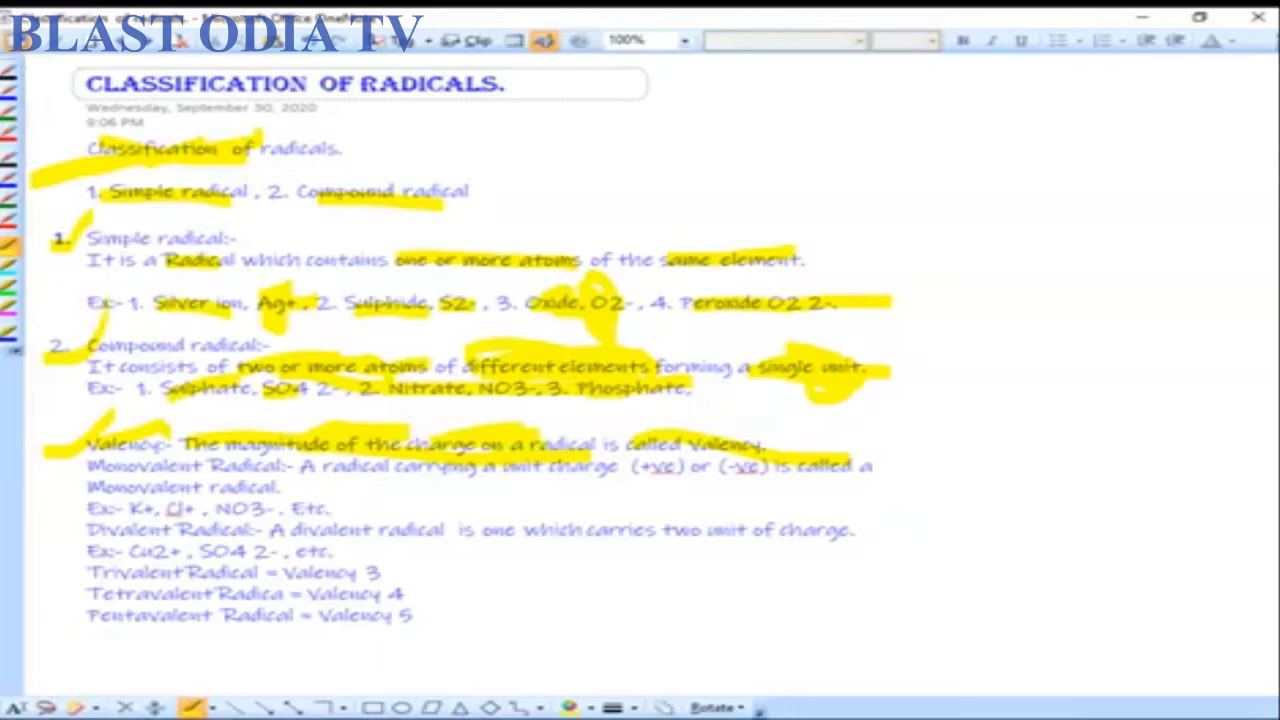 BLAST ODIA TV
Clip
100%
B I U
A
CLASSIFICATION OF RADICALS.
Wednesday, September 30, 2020
9:06 PM
Classification of radicals.
1. Simple radical , 2. Compound radical
1. Simple radical:-
It is a Radical which contains one or more atoms of the same element.
Ex:- 1. Silver ion, Ag+, 2. Sulphide, S2- , 3. Oxide, O2- , 4. Peroxide O2 2-.
2. Compound radical:-
It consists of two or more atoms of different elements forming a single unit.
Ex:- 1. Sulphate, SO4 2- , 2. Nitrate, NO3-, 3. Phosphate,
Valency:- The magnitude of the charge on a radical is called Valency.
Monovalent Radical:- A radical carrying a unit charge (+ve) or (-ve) is called a
Monovalent radical.
Ex:- K+, Cl+ , NO3- , Etc.
Divalent Radical:- A divalent radical is one which carries two unit of charge.
Ex:- Ca2+ , SO4 2- , etc.
Trivalent Radical = Valency 3
Tetravalent Radica = Valency 4
Pentavalent Radical = Valency 5
Rotate